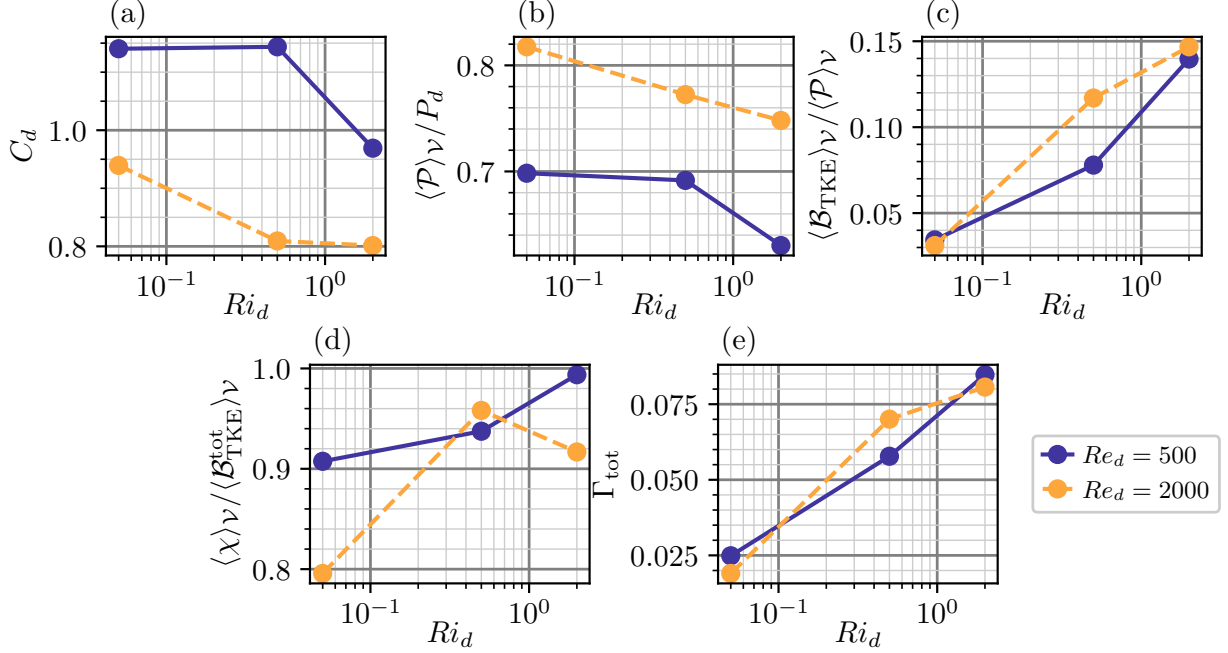 (a)
C_d
1.0
0.8
10^{-1}
10^0
Ri_d
(b)
⟨𝒫⟩_𝒱/P_d
0.8
0.7
10^{-1}
10^0
Ri_d
(c)
⟨ℬ_TKE⟩_𝒱/⟨𝒫⟩_𝒱
0.15
0.10
0.05
10^{-1}
10^0
Ri_d
(d)
⟨χ⟩_𝒱/⟨ℬ_TKE^tot⟩_𝒱
1.0
0.9
0.8
10^{-1}
10^0
Ri_d
(e)
Γ_tot
0.075
0.050
0.025
10^{-1}
10^0
Ri_d
Re_d = 500
Re_d = 2000